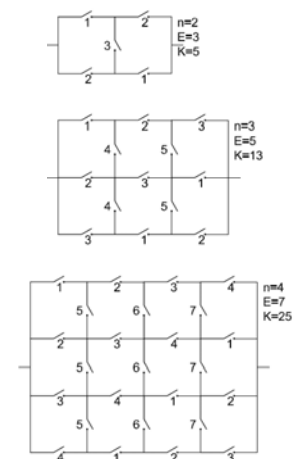 1 2
n=2
E=3
K=5
3
2 1
1 2 3
n=3
E=5
K=13
4 5
2 3 1
4 5
3 1 2
1 2 3 4
n=4
E=7
K=25
5 6 7
2 3 4 1
5 6 7
3 4 1 2
5 6 7
4 1 2 3